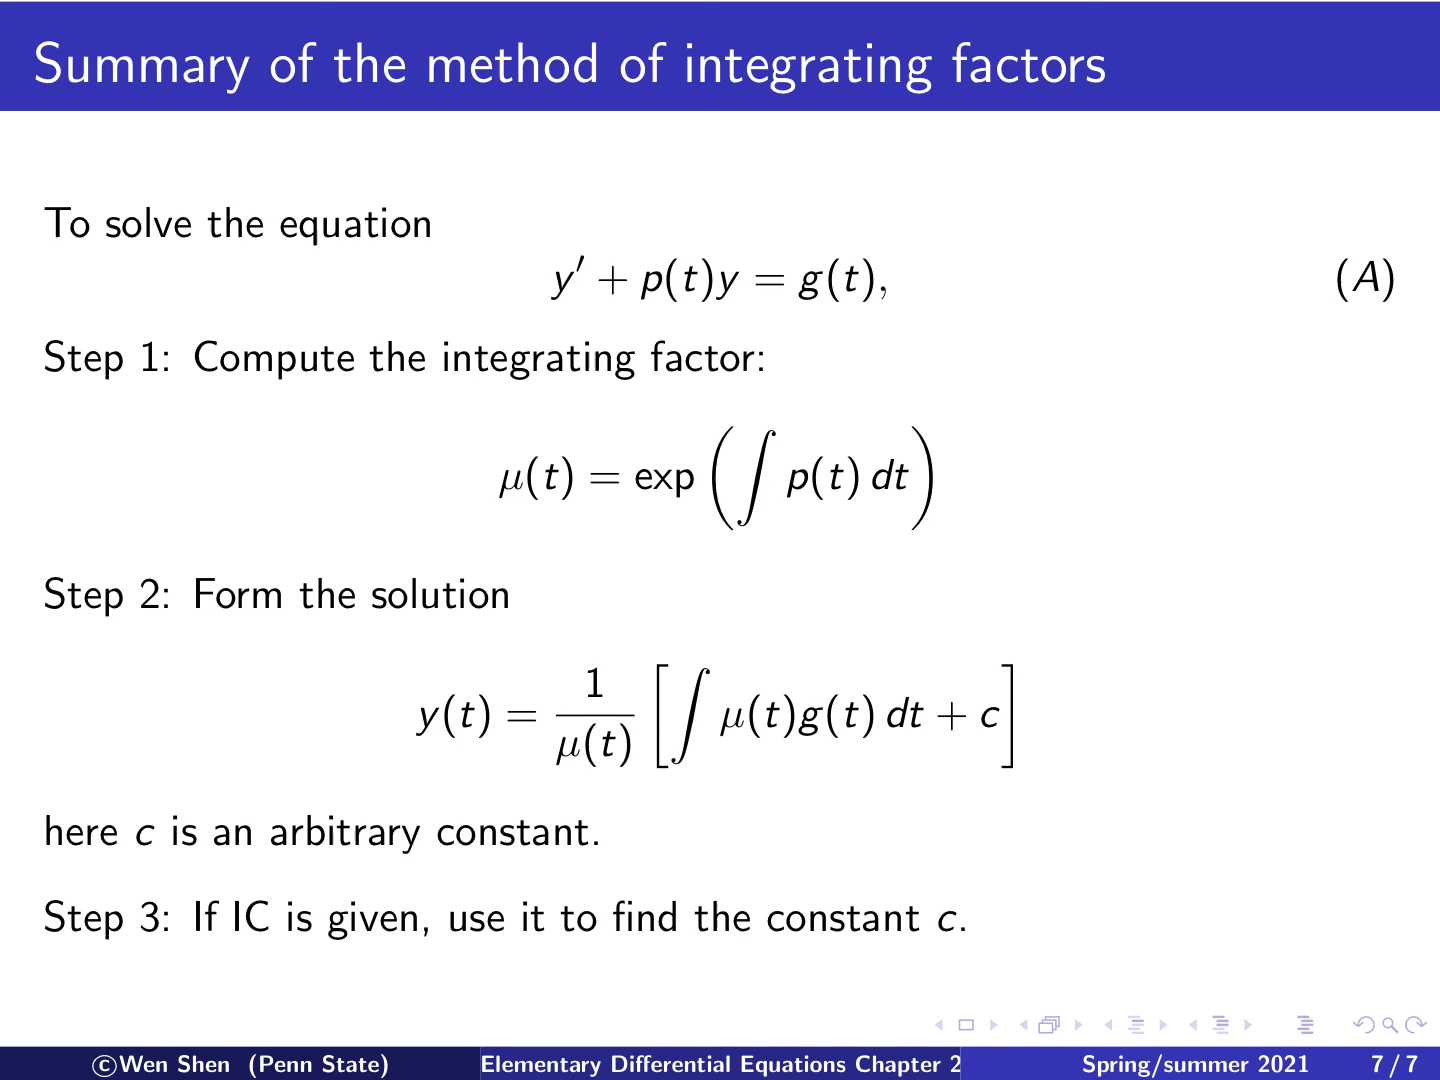 Summary of the method of integrating factors
To solve the equation
y′ + p(t)y = g(t), (A)
Step 1: Compute the integrating factor:
μ(t) = exp (∫ p(t) dt)
Step 2: Form the solution
y(t) = 1/μ(t) [∫ μ(t)g(t) dt + c]
here c is an arbitrary constant.
Step 3: If IC is given, use it to find the constant c.
©Wen Shen (Penn State) Elementary Differential Equations Chapter 2 Spring/summer 2021 7 / 7